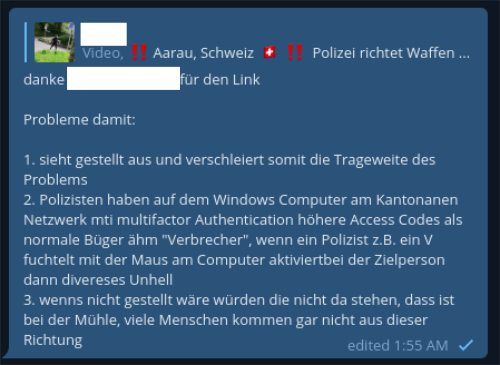 Video, ‼️ Aarau, Schweiz 🇨🇭 ‼️ Polizei richtet Waffen ...
danke für den Link
Probleme damit:
1. sieht gestellt aus und verschleiert somit die Trageweite des
Problems
2. Polizisten haben auf dem Windows Computer am Kantonanen
Netzwerk mti multifactor Authentication höhere Access Codes als
normale Büger ähm "Verbrecher", wenn ein Polizist z.B. ein V
fuchtelt mit der Maus am Computer aktiviertbei der Zielperson
dann divereses Unhell
3. wenns nicht gestellt wäre würden die nicht da stehen, dass ist
bei der Mühle, viele Menschen kommen gar nicht aus dieser
Richtung
edited 1:55 AM